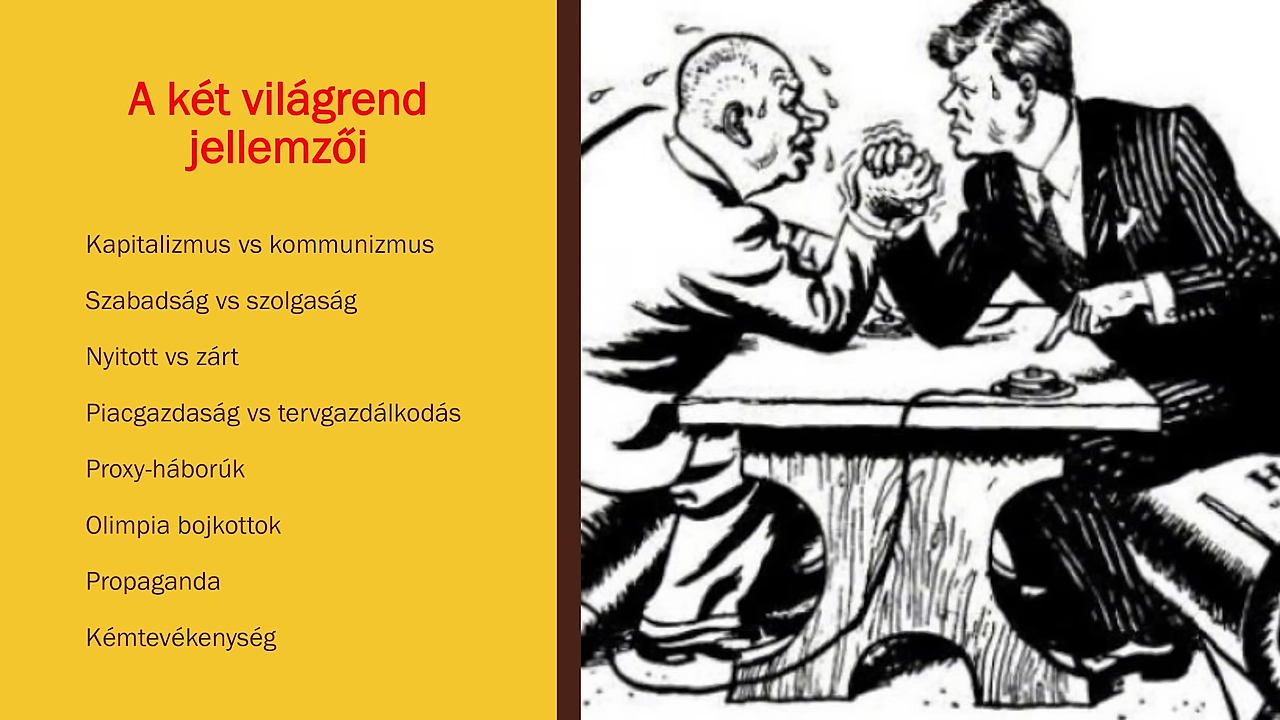 A két világrend
jellemzői
Kapitalizmus vs kommunizmus
Szabadság vs szolgaság
Nyitott vs zárt
Piacgazdaság vs tervgazdálkodás
Proxy-háborúk
Olimpia bojkottok
Propaganda
Kémtevékenység
H